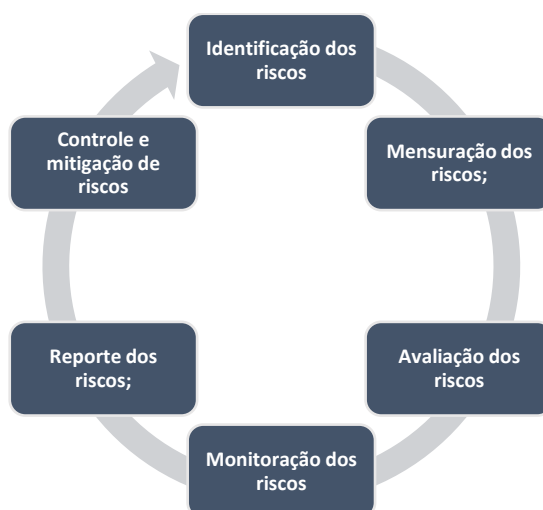 Identificação dos
riscos
Mensuração dos
riscos;
Avaliação dos
riscos
Monitoração dos
riscos
Reporte dos
riscos;
Controle e
mitigação de
riscos